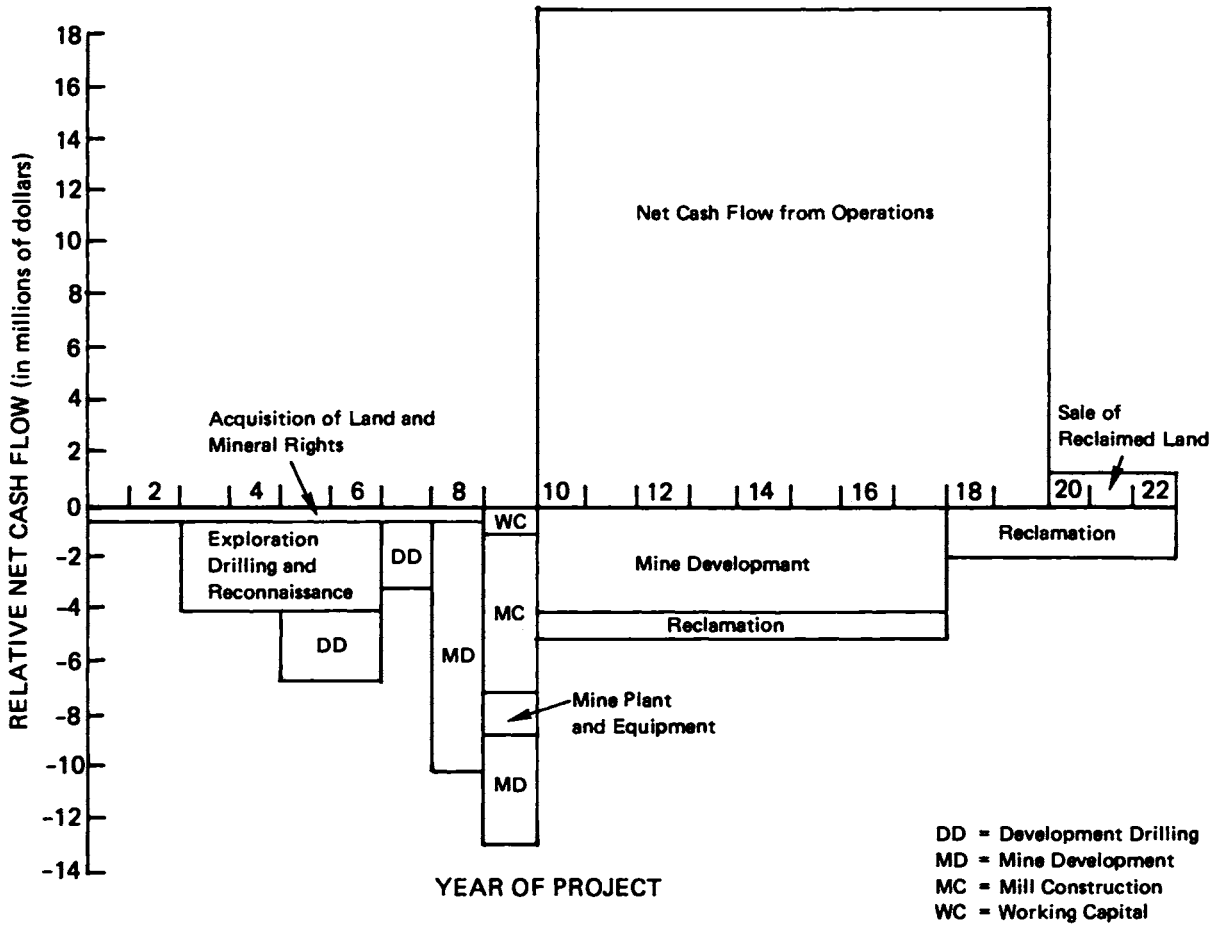 RELATIVE NET CASH FLOW (in millions of dollars)
18
16
14
12
10
8
6
4
2
0
-2
-4
-6
-8
-10
-12
-14
Net Cash Flow from Operations
Acquisition of Land and
Mineral Rights
Sale of
Reclaimed Land
2 4 6 8 10 12 14 16 18 20 22
Exploration
Drilling and
Reconnaissance
DD
DD
MD
WC
MC
MD
Mine Plant
and Equipment
Mine Development
Reclamation
Reclamation
YEAR OF PROJECT
DD = Development Drilling
MD = Mine Development
MC = Mill Construction
WC = Working Capital